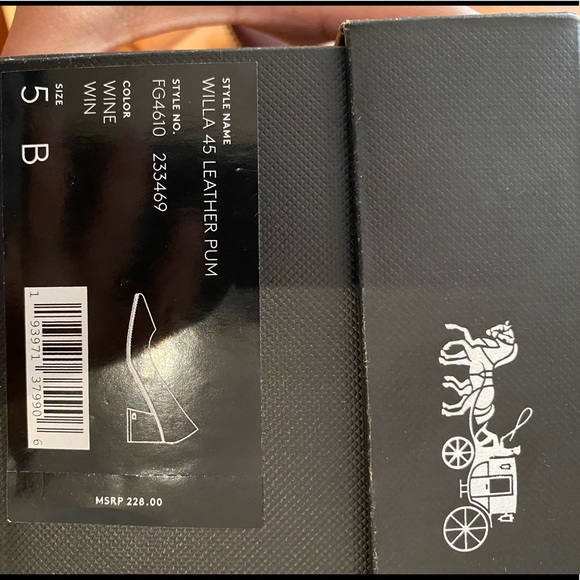 STYLE NAME
WILLA 45 LEATHER PUM
STYLE NO.
FG4610 233469
COLOR
WINE
WIN
SIZE
5 B
1 93971 37990 6
MSRP 228.00